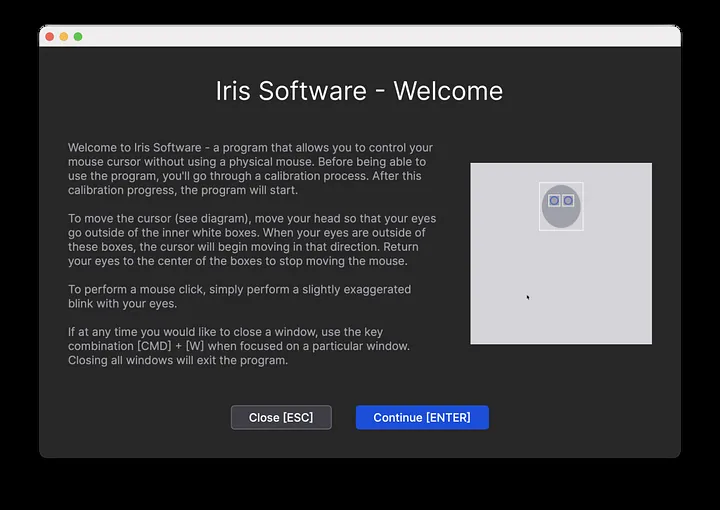 Iris Software - Welcome
Welcome to Iris Software - a program that allows you to control your
mouse cursor without using a physical mouse. Before being able to
use the program, you'll go through a calibration process. After this
calibration progress, the program will start.
To move the cursor (see diagram), move your head so that your eyes
go outside of the inner white boxes. When your eyes are outside of
these boxes, the cursor will begin moving in that direction. Return
your eyes to the center of the boxes to stop moving the mouse.
To perform a mouse click, simply perform a slightly exaggerated
blink with your eyes.
If at any time you would like to close a window, use the key
combination [CMD] + [W] when focused on a particular window.
Closing all windows will exit the program.
Close [ESC]
Continue [ENTER]